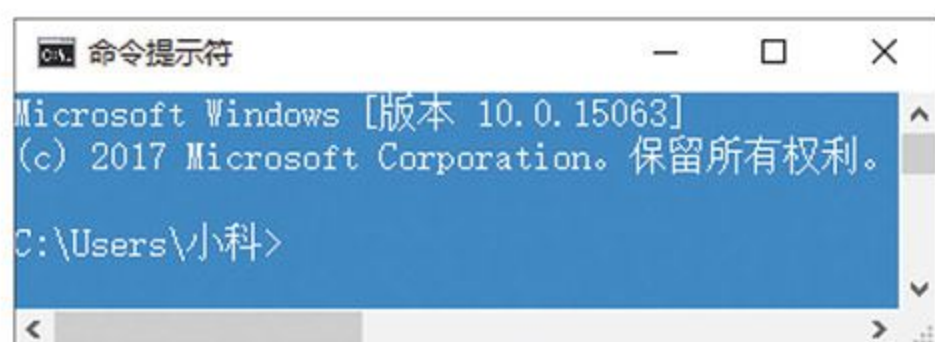 命令提示符
Microsoft Windows [版本 10.0.15063]
(c) 2017 Microsoft Corporation。保留所有权利。
C:\Users\小科>